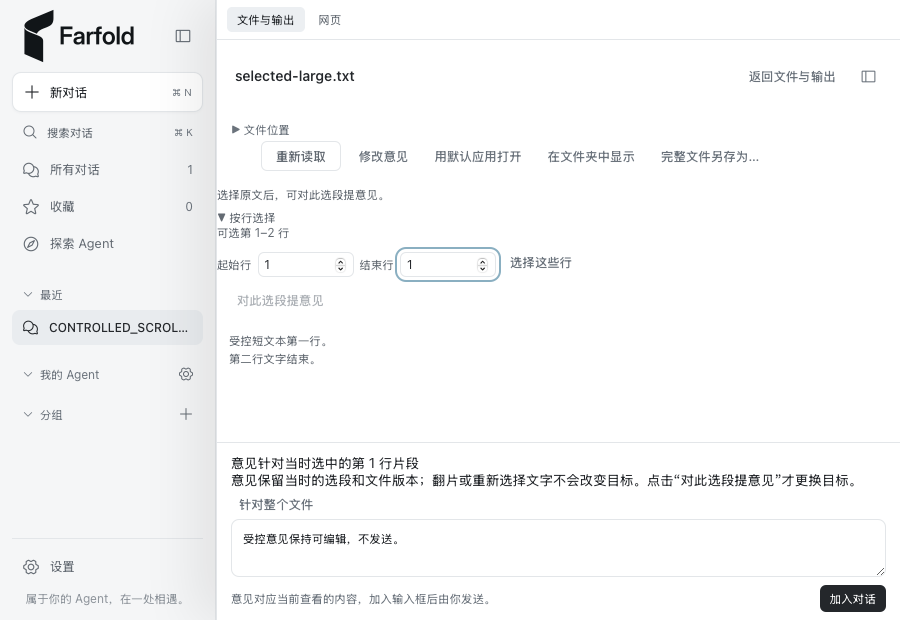 Farfold
新对话 ⌘ N
搜索对话 ⌘ K
所有对话 1
收藏 0
探索 Agent
最近
CONTROLLED_SCROL...
我的 Agent
分组
设置
属于你的 Agent，在一处相遇。
文件与输出 网页
selected-large.txt 返回文件与输出
文件位置
重新读取 修改意见 用默认应用打开 在文件夹中显示 完整文件另存为...
选择原文后，可对此选段提意见。
按行选择
可选第 1–2 行
起始行 1 结束行 1 选择这些行
对此选段提意见
受控短文本第一行。
第二行文字结束。
意见针对当时选中的第 1 行片段
意见保留当时的选段和文件版本；翻片或重新选择文字不会改变目标。点击“对此选段提意见”才更换目标。
针对整个文件
受控意见保持可编辑，不发送。
意见对应当前查看的内容，加入输入框后由你发送。 加入对话